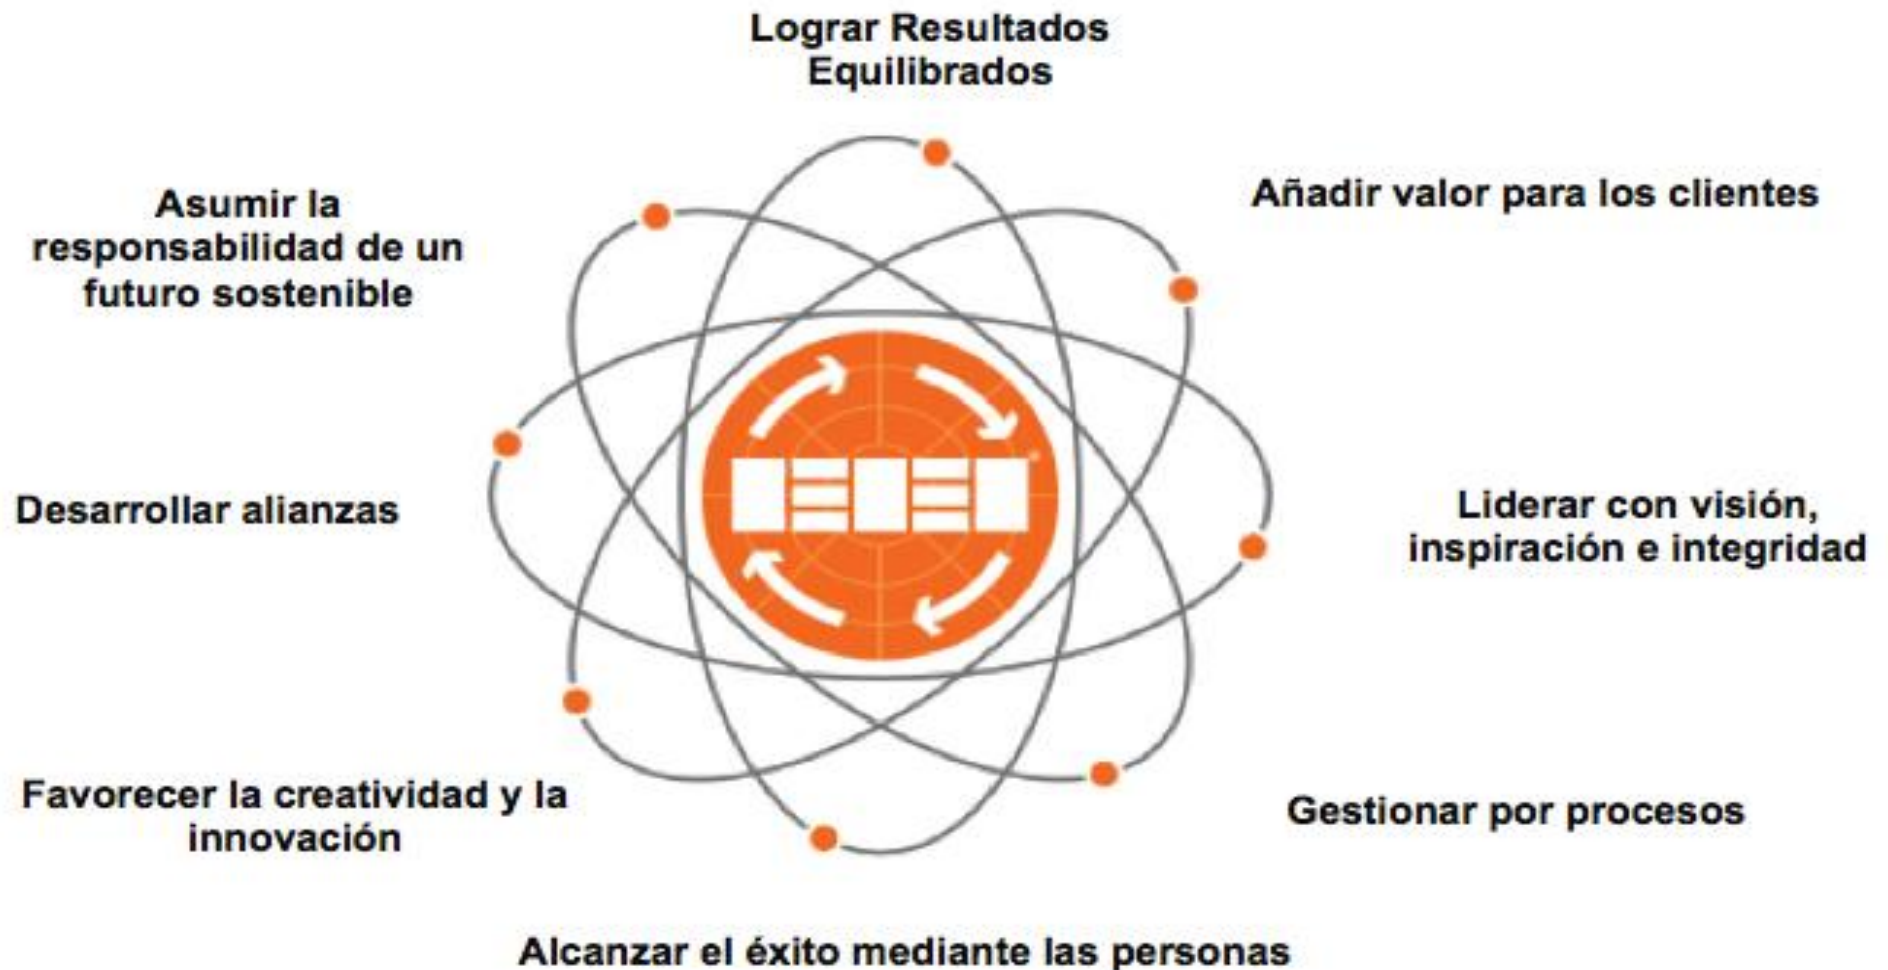 Lograr Resultados
Equilibrados
Añadir valor para los clientes
Asumir la
responsabilidad de un
futuro sostenible
Desarrollar alianzas
Liderar con visión,
inspiración e integridad
Favorecer la creatividad y la
innovación
Gestionar por procesos
Alcanzar el éxito mediante las personas